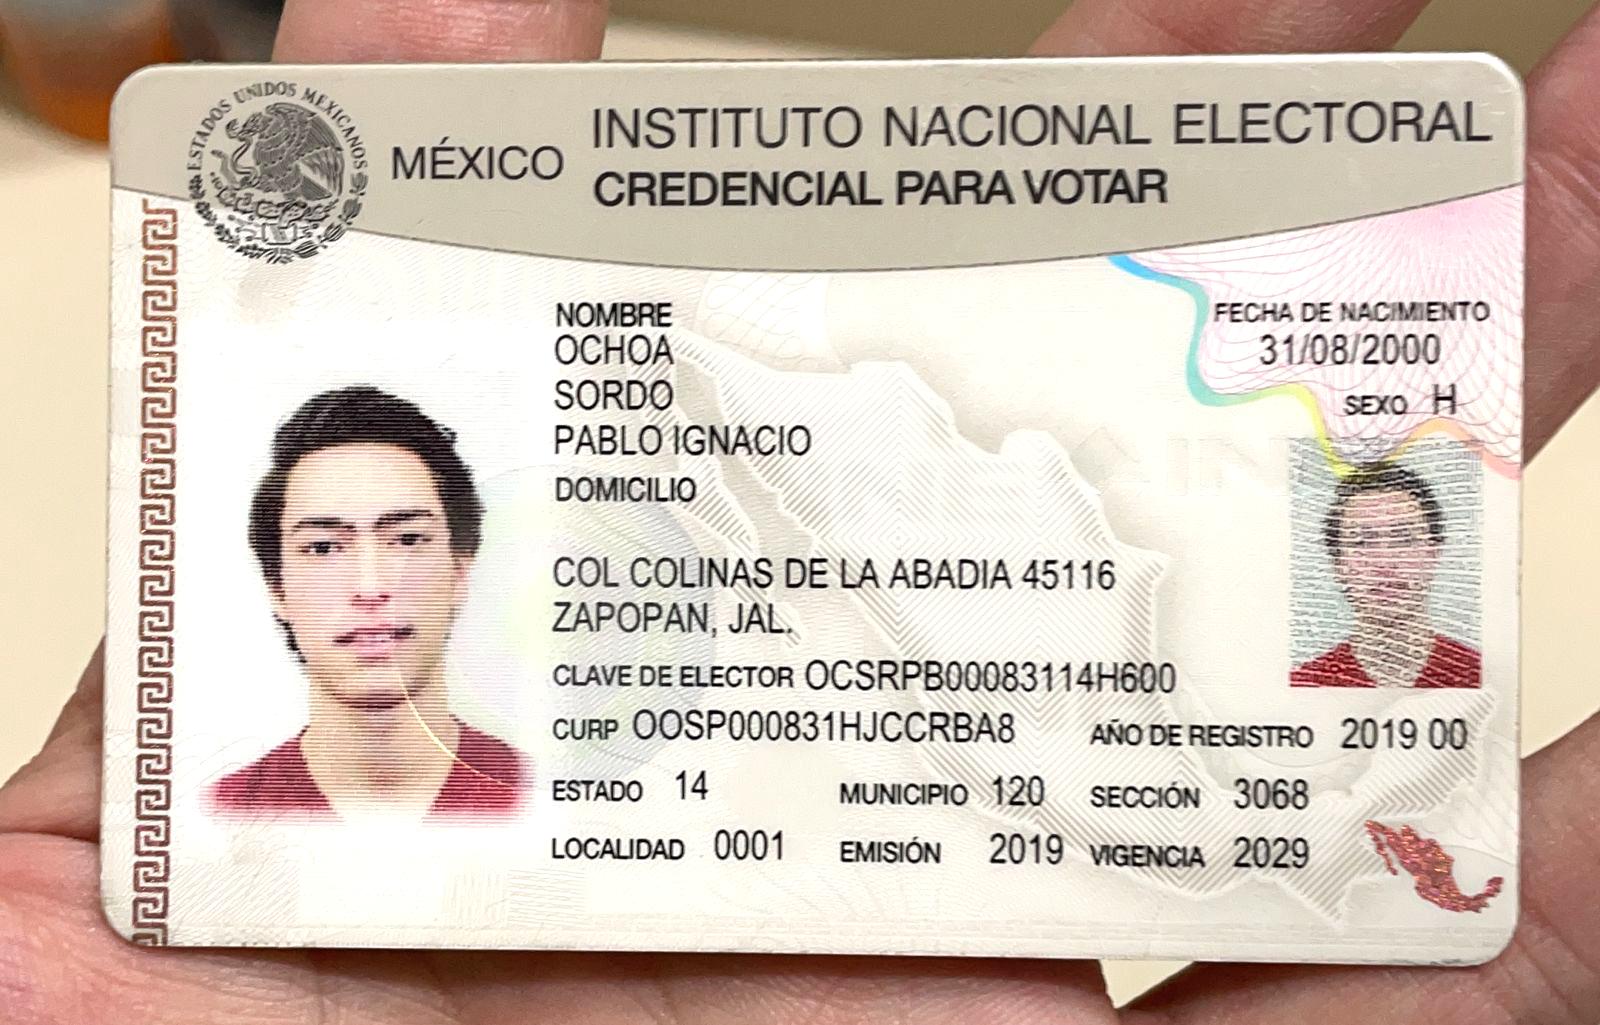 ESTADOS UNIDOS MEXICANOS
MÉXICO
INSTITUTO NACIONAL ELECTORAL
CREDENCIAL PARA VOTAR
NOMBRE
OCHOA
SORDO
PABLO IGNACIO
FECHA DE NACIMIENTO
31/08/2000
SEXO H
DOMICILIO
COL COLINAS DE LA ABADIA 45116
ZAPOPAN, JAL.
CLAVE DE ELECTOR OCSRPB00083114H600
CURP OOSP000831HJCCRBA8 AÑO DE REGISTRO 2019 00
ESTADO 14 MUNICIPIO 120 SECCIÓN 3068
LOCALIDAD 0001 EMISIÓN 2019 VIGENCIA 2029